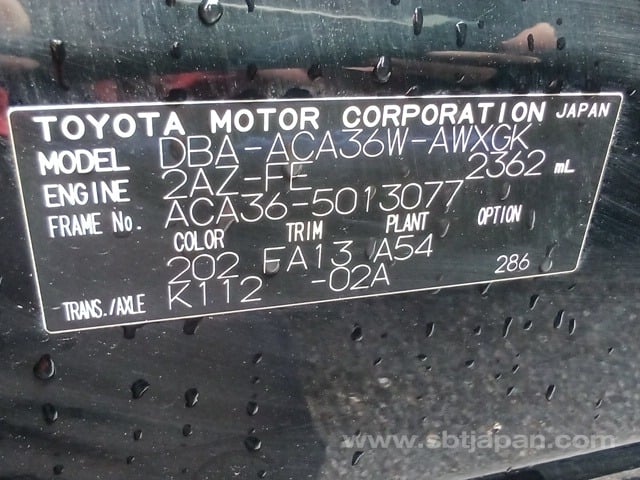 TOYOTA MOTOR CORPORATION JAPAN
MODEL DBA-ACA36W-AWXGK
ENGINE 2AZ-FE 2362 mL
FRAME No. ACA36-5013077
COLOR TRIM PLANT OPTION
202 FA13 A54
TRANS./AXLE K112 -02A 286
www.sbtjapan.com